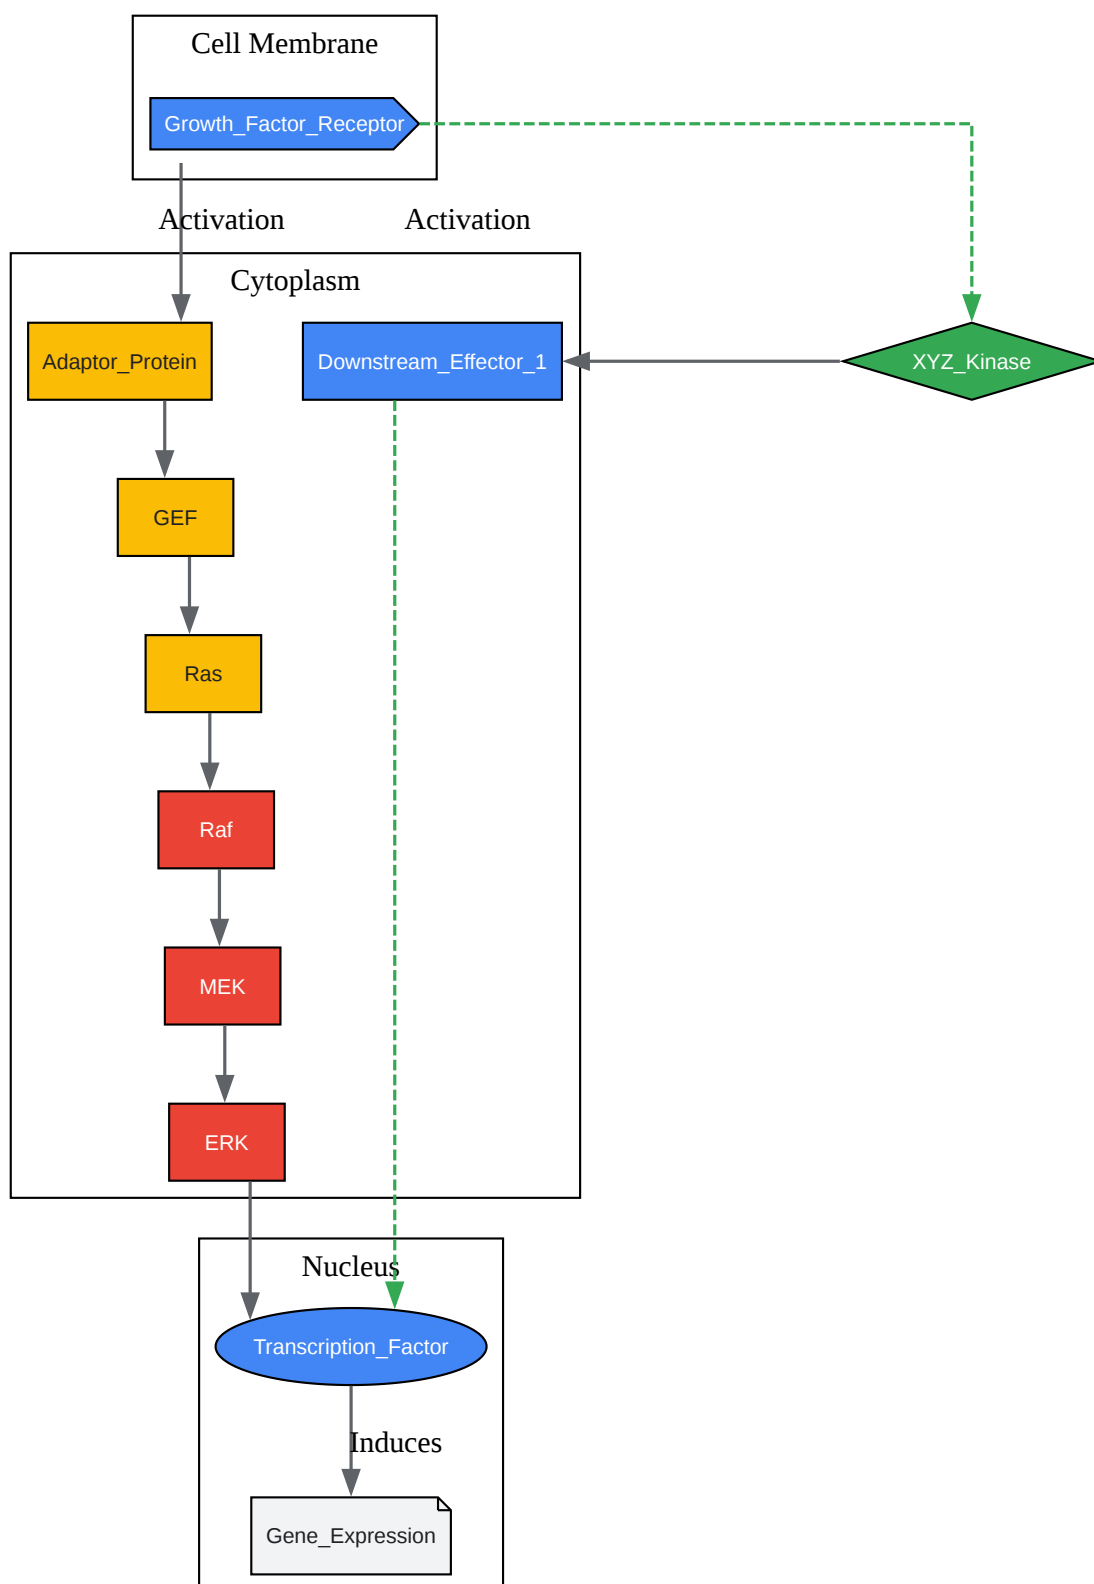 Cell Membrane
Growth_Factor_Receptor
Activation
Activation
Cytoplasm
Adaptor_Protein
Downstream_Effector_1
XYZ_Kinase
GEF
Ras
Raf
MEK
ERK
Nucleus
Transcription_Factor
Induces
Gene_Expression